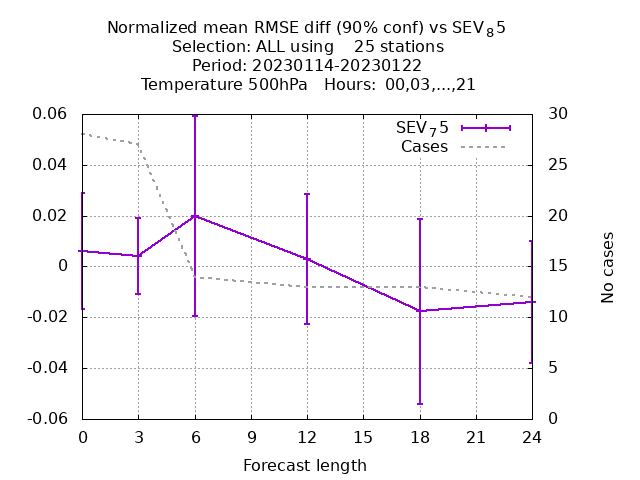 Normalized mean RMSE diff (90% conf) vs SEV₈5
Selection: ALL using    25 stations
Period: 20230114-20230122
Temperature 500hPa   Hours: 00,03,...,21
0.06
0.04
0.02
0
-0.02
-0.04
-0.06
SEV₇5
Cases
30
25
20
15
10
5
0
No cases
0 3 6 9 12 15 18 21 24
Forecast length